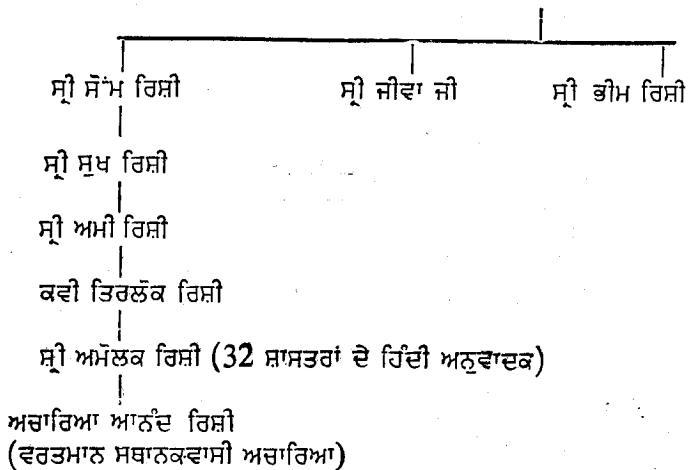 ਸ੍ਰੀ ਸੋਮ ਰਿਸ਼ੀ ਸ੍ਰੀ ਜੀਵਾ ਜੀ ਸ੍ਰੀ ਭੀਮ ਰਿਸ਼ੀ
ਸ੍ਰੀ ਸੁਖ ਰਿਸ਼ੀ
ਸ੍ਰੀ ਅਮੀ ਰਿਸ਼ੀ
ਕਵੀ ਤਿਰਲੋਕ ਰਿਸ਼ੀ
ਸ਼੍ਰੀ ਅਮੋਲਕ ਰਿਸ਼ੀ (32 ਸ਼ਾਸਤਰਾਂ ਦੇ ਹਿੰਦੀ ਅਨੁਵਾਦਕ)
ਅਚਾਰਿਆ ਆਨੰਦ ਰਿਸ਼ੀ
(ਵਰਤਮਾਨ ਸਥਾਨਕਵਾਸੀ ਅਚਾਰਿਆ)